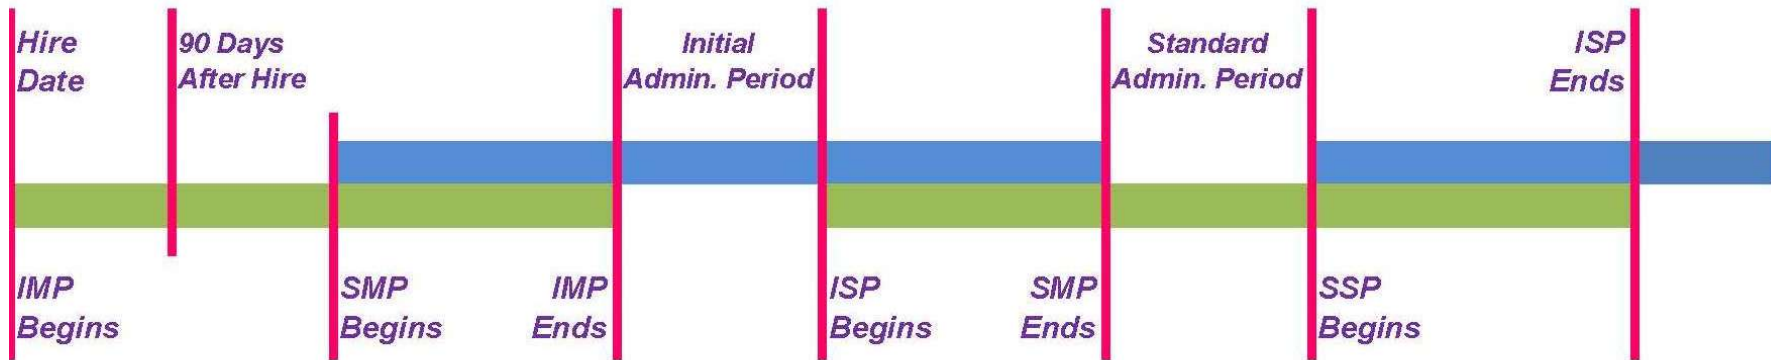 Hire
Date
90 Days
After Hire
Initial
Admin. Period
Standard
Admin. Period
ISP
Ends
IMP
Begins
SMP
Begins
IMP
Ends
ISP
Begins
SMP
Ends
SSP
Begins